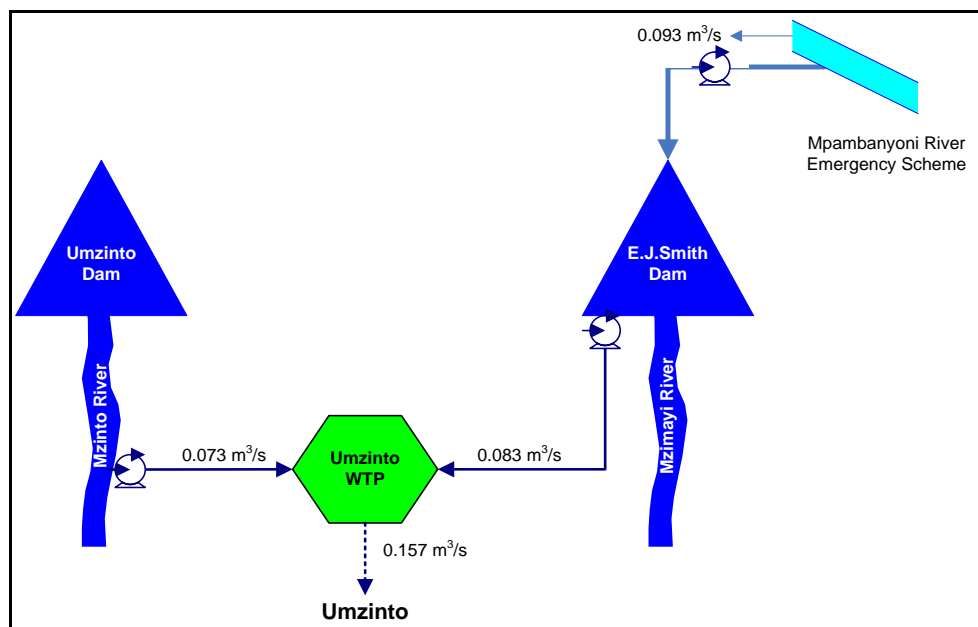 0.093 m³/s
Mpambanyoni River
Emergency Scheme
Umzinto
Dam
E.J.Smith
Dam
Mzinto River
Mzimayi River
0.073 m³/s
Umzinto
WTP
0.083 m³/s
0.157 m³/s
Umzinto